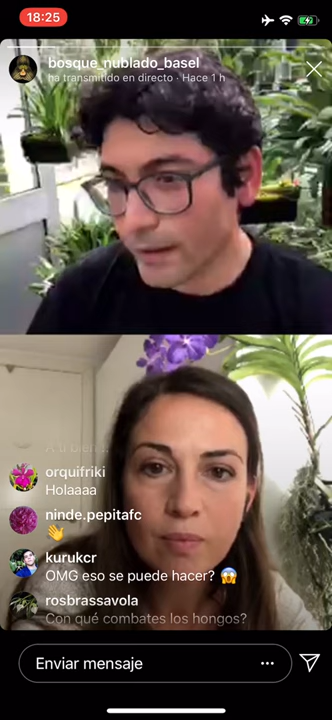 18:25
bosque_nublado_basel
ha transmitido en directo · Hace 1 h
orquifriki
Holaaaa
ninde.pepitafc
👋
kurukcr
OMG eso se puede hacer? 😱
rosbrassavola
Con qué combates los hongos?
Enviar mensaje